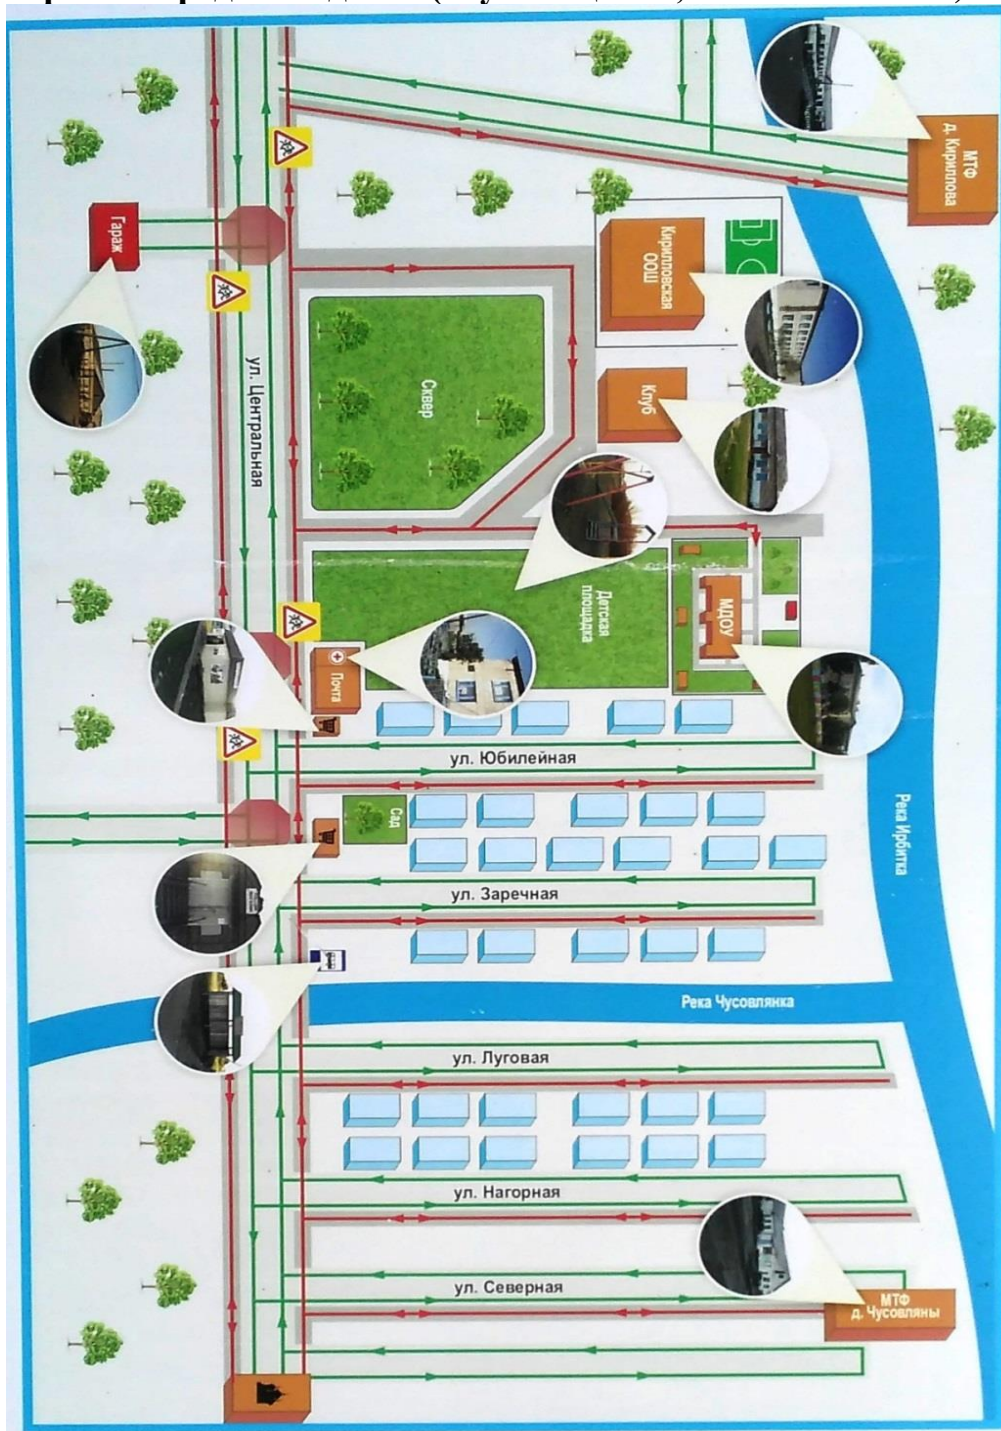 МТФ
д. Кириллова
Гараж
Кирилловская
ООШ
Клуб
Сквер
ул. Центральная
Детская
площадка
МДОУ
Почта
ул. Юбилейная
Сад
Река Ирбитка
ул. Заречная
Река Чусовлянка
ул. Луговая
ул. Нагорная
ул. Северная
МТФ
д. Чусовляны